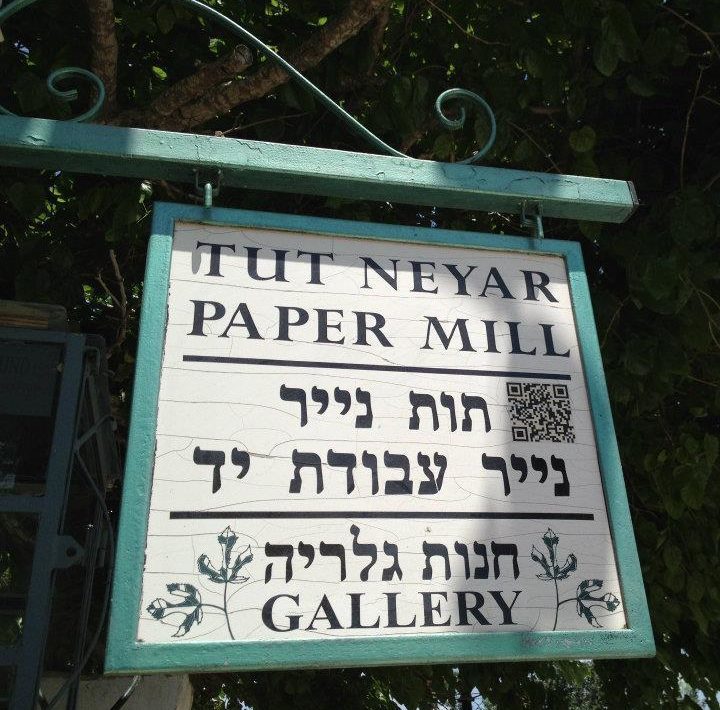 TUT NEYAR
PAPER MILL
תות נייר
נייר עבודת יד
חנות גלריה
GALLERY